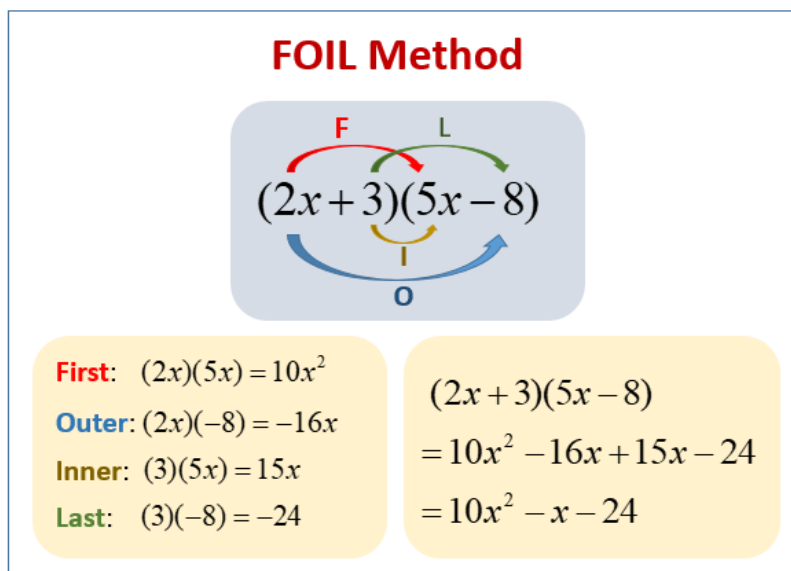 FOIL Method
F L
(2x+3)(5x−8)
I
O
First: (2x)(5x)=10x²
Outer: (2x)(−8)=−16x
Inner: (3)(5x)=15x
Last: (3)(−8)=−24
(2x+3)(5x−8)
=10x²−16x+15x−24
=10x²−x−24